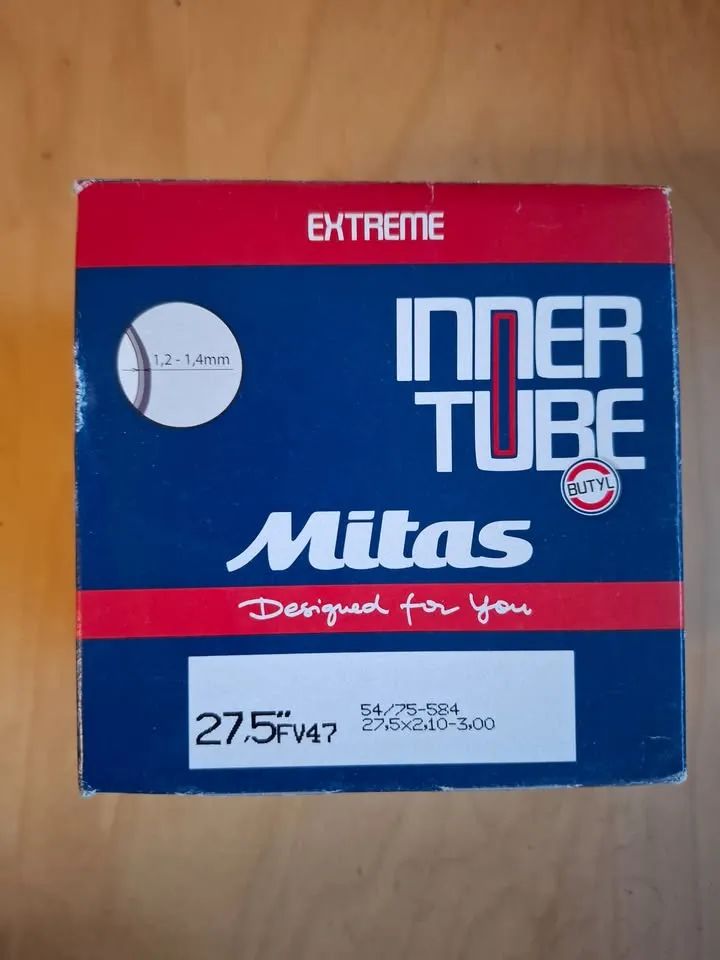 EXTREME
1,2 - 1,4mm
INNER
TUBE
BUTYL
Mitas
Designed for You
27,5"FV47
54/75-584
27,5x2,10-3,00